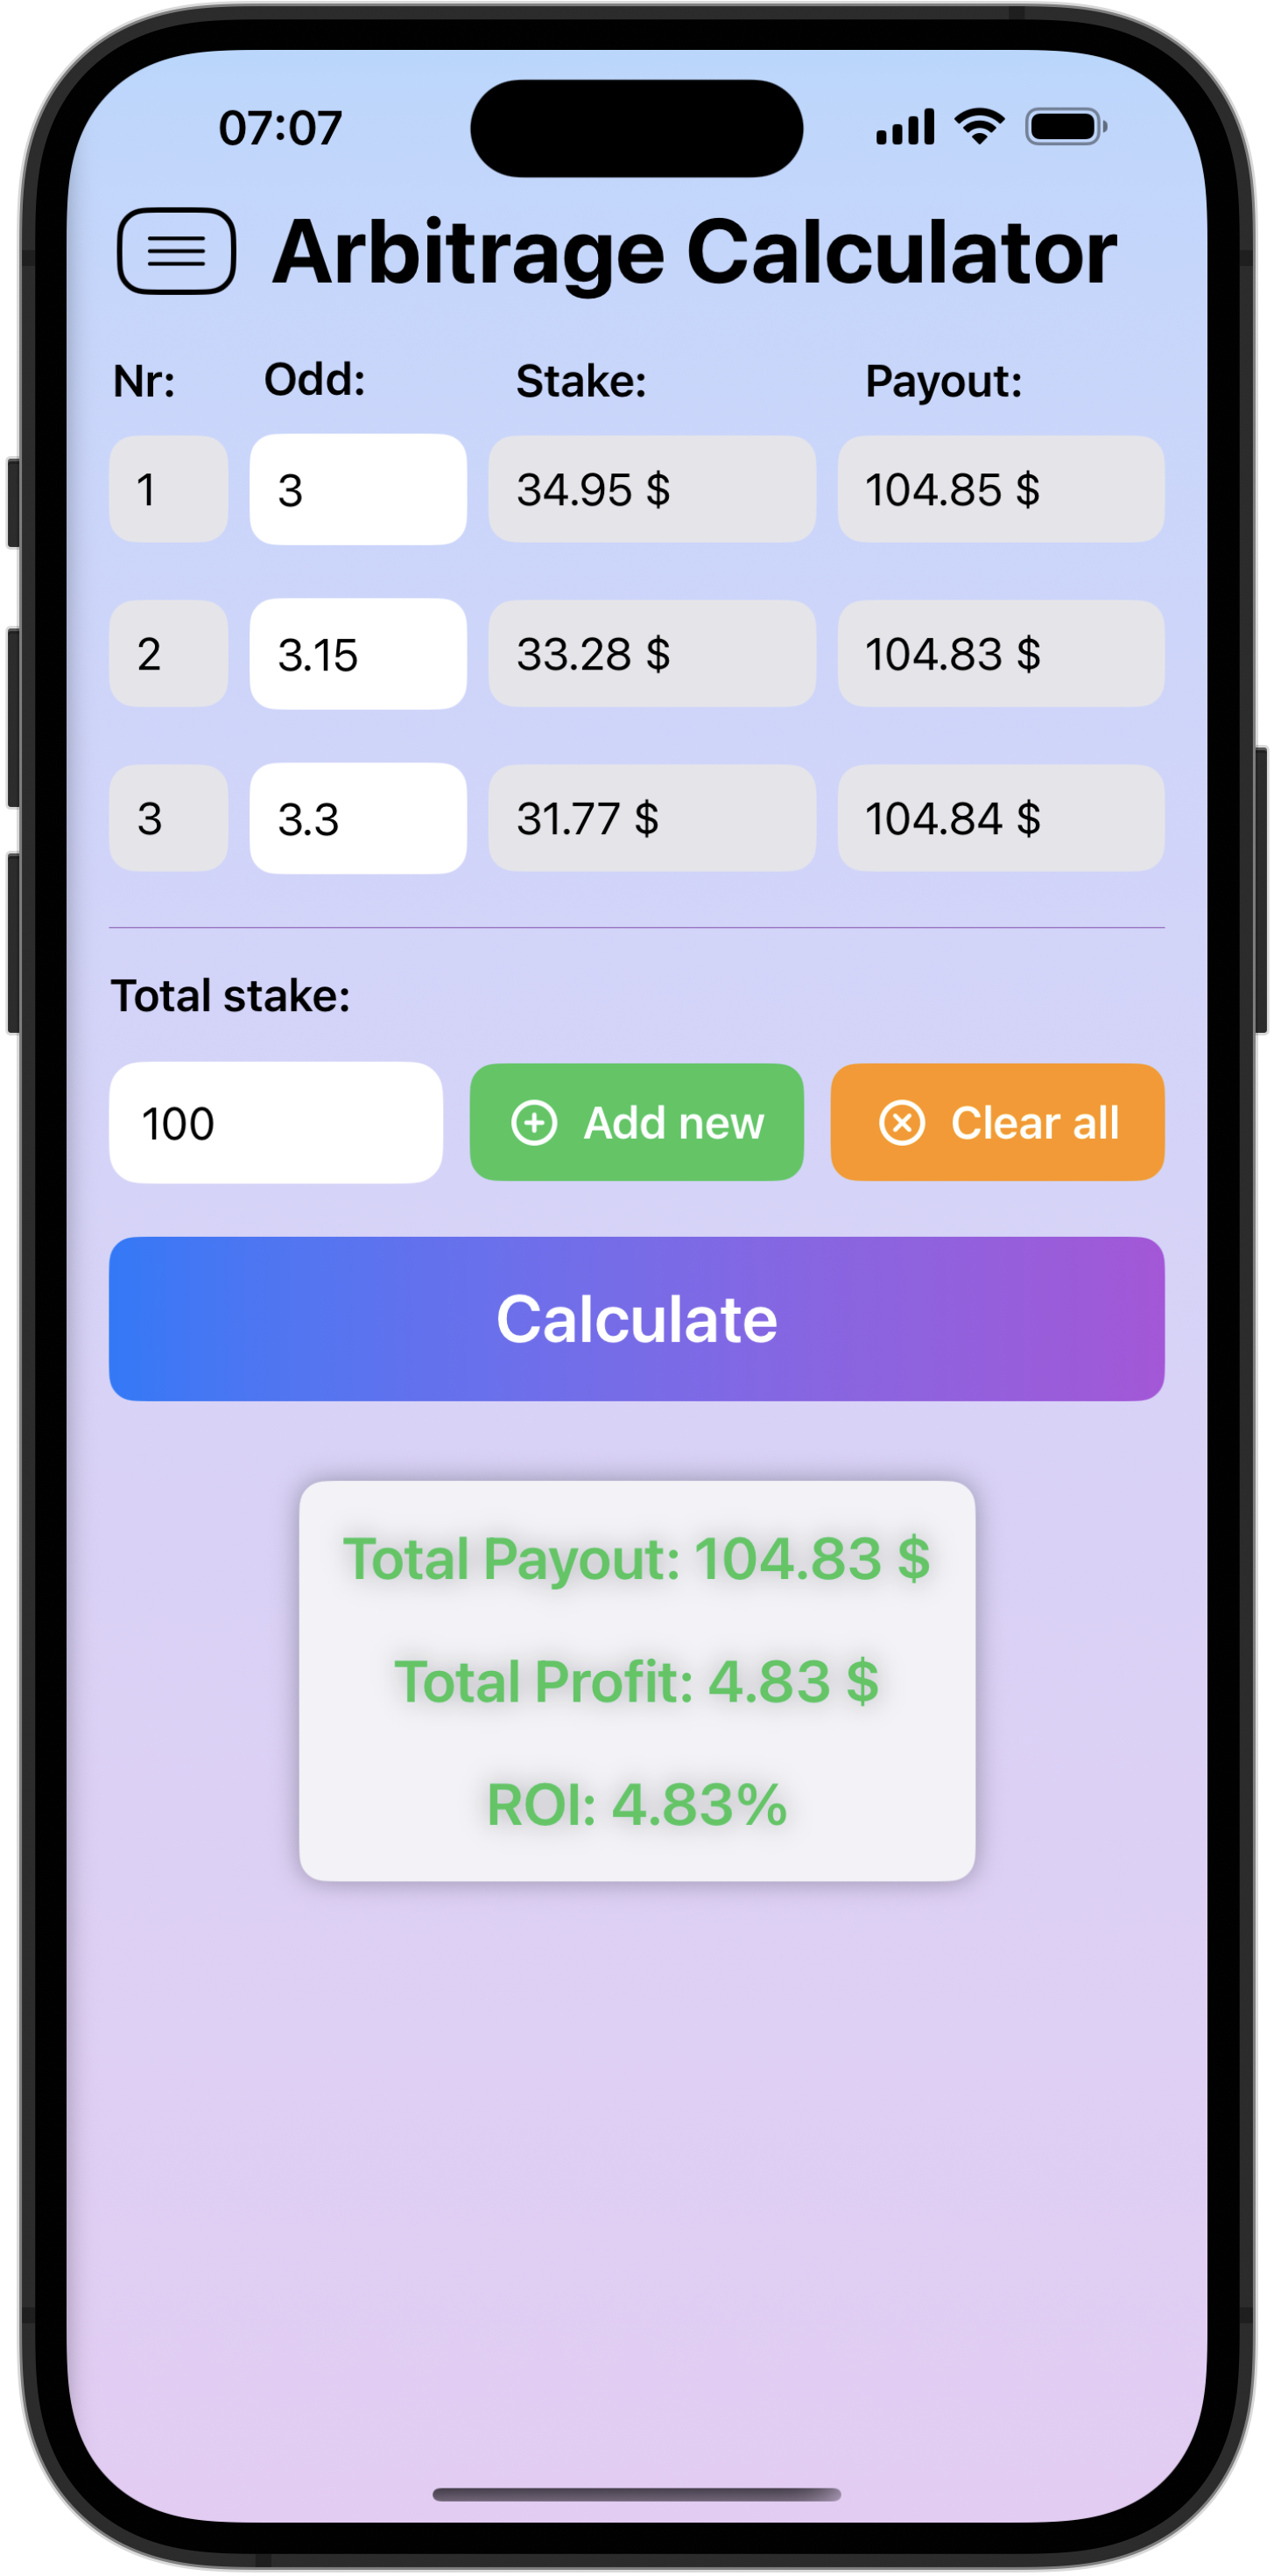 07:07
Arbitrage Calculator
Nr: Odd: Stake: Payout:
1 3 34.95 $ 104.85 $
2 3.15 33.28 $ 104.83 $
3 3.3 31.77 $ 104.84 $
Total stake:
100 Add new Clear all
Calculate
Total Payout: 104.83 $
Total Profit: 4.83 $
ROI: 4.83%